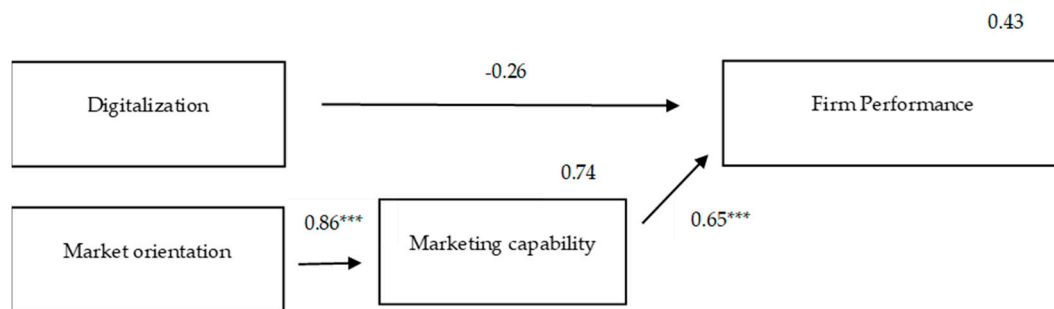 0.43
-0.26
Digitalization
Firm Performance
0.74
0.86***
0.65***
Market orientation
Marketing capability